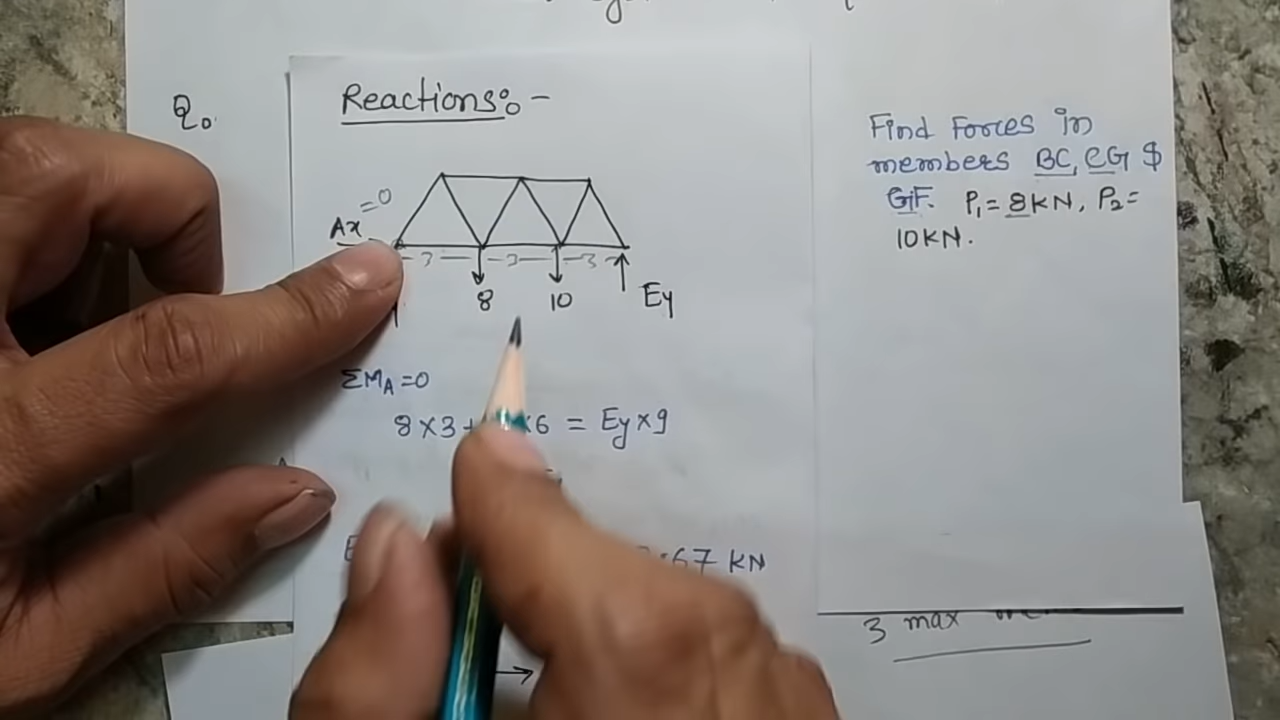 Q.
Reactions:-
Ax =0
3 3 3
8 10 Ey
ΣMA=0
8×3+ ×6 = Ey×9
67 KN
Find Forces in
members BC, CG $
GF. P1= 8KN, P2=
10KN.
3 max